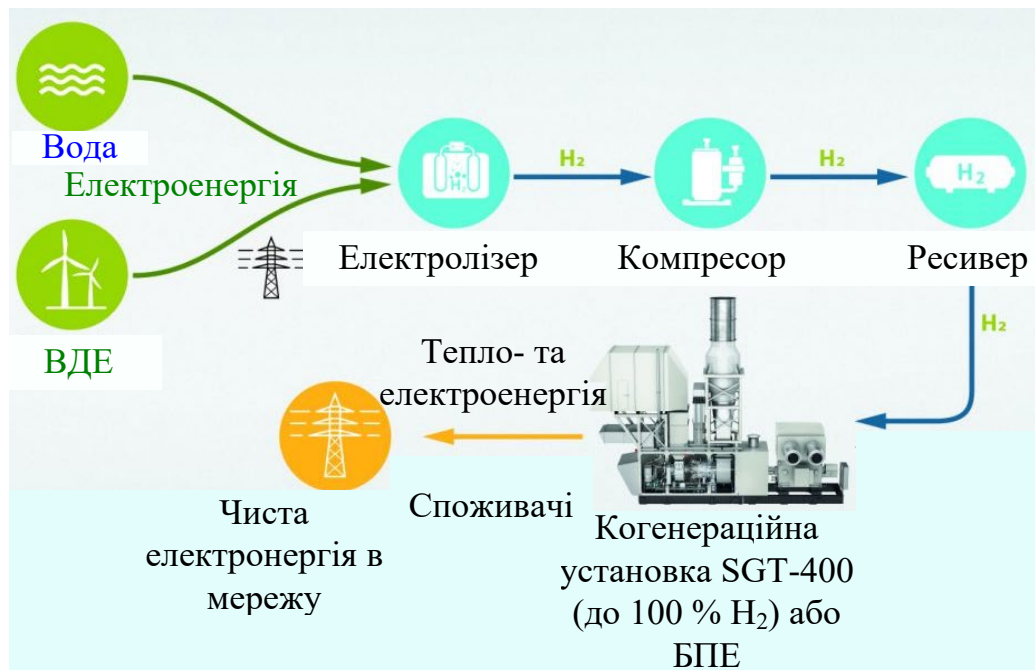 Вода
Електроенергія
ВДЕ
H₂
H₂
H₂
H₂
H₂
Електролізер
Компресор
Ресивер
Тепло- та
електроенергія
Споживачі
Чиста
електронергія в
мережу
Когенераційна
установка SGT-400
(до 100 % H₂) або
БПЕ